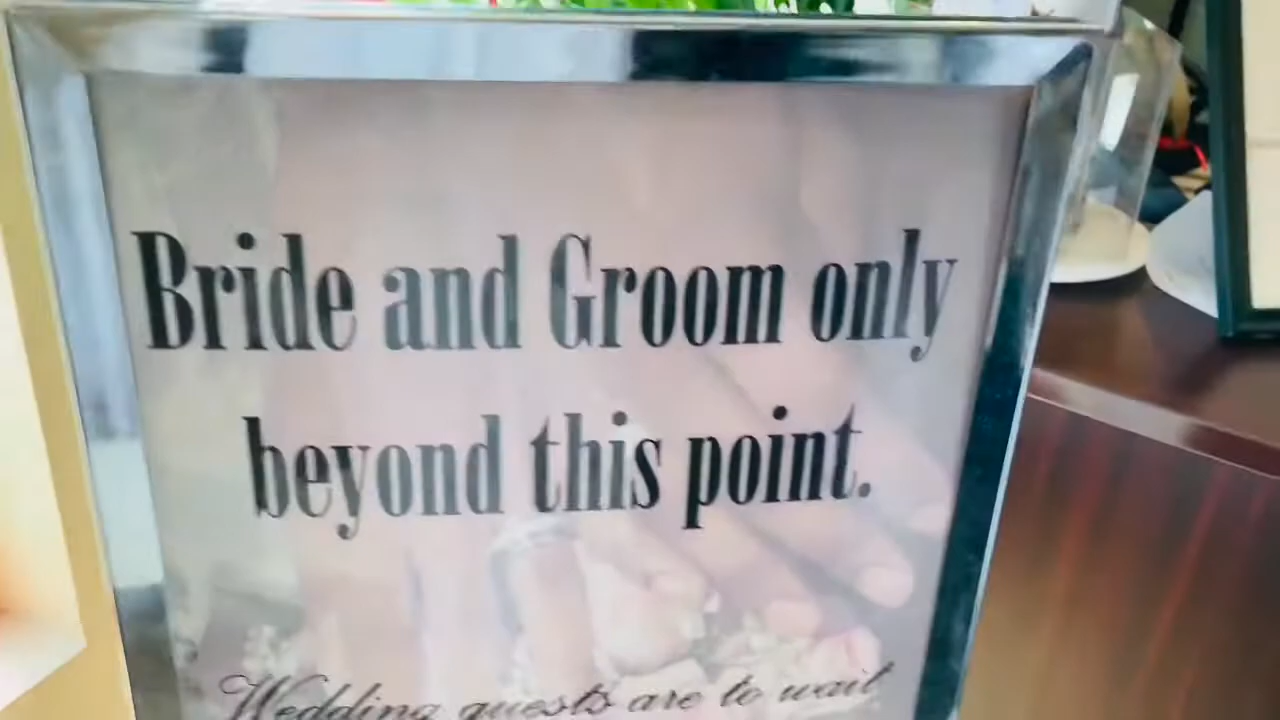 Bride and Groom only
beyond this point.
Wedding guests are to wait